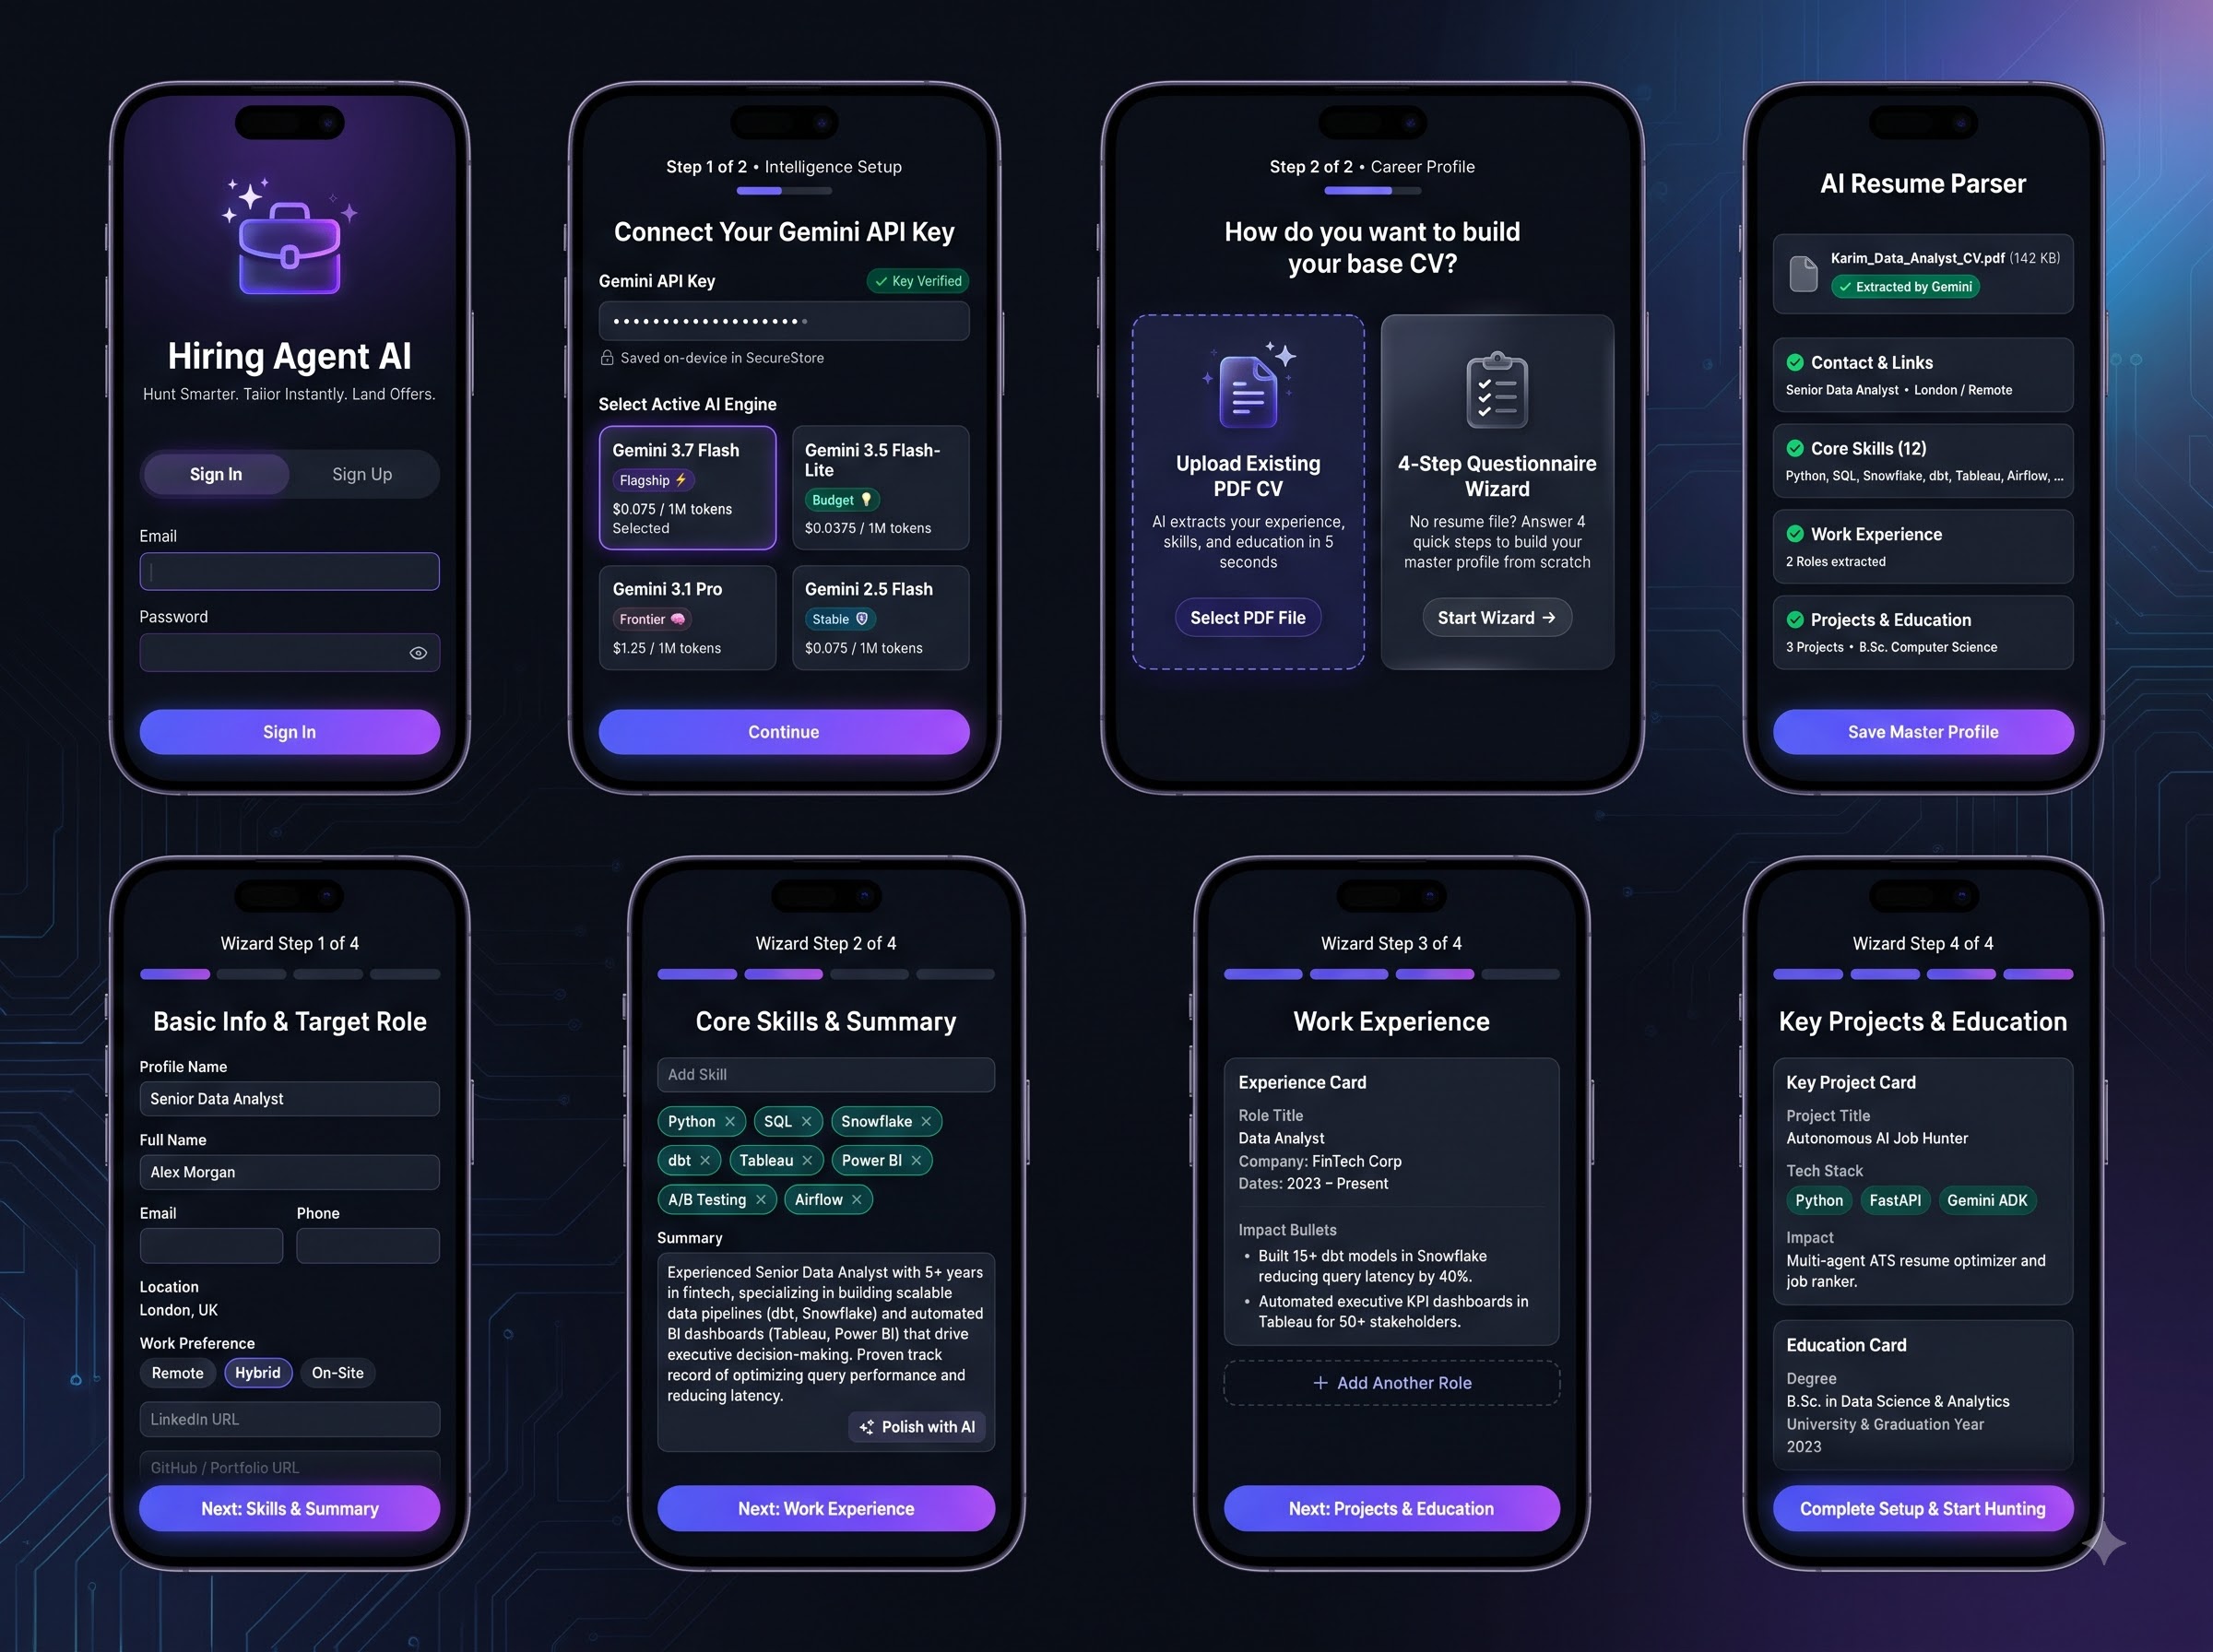 Hiring Agent AI
Hunt Smarter. Taiior Instantly. Land Offers.
Sign In
Sign Up
Email
Password
Sign In
Step 1 of 2 • Intelligence Setup
Connect Your Gemini API Key
Gemini API Key
Key Verified
Saved on-device in SecureStore
Select Active AI Engine
Gemini 3.7 Flash
Flagship
$0.075 / 1M tokens
Selected
Gemini 3.5 Flash-
Lite
Budget
$0.0375 / 1M tokens
Gemini 3.1 Pro
Frontier
$1.25 / 1M tokens
Gemini 2.5 Flash
Stable
$0.075 / 1M tokens
Continue
Step 2 of 2 • Career Profile
How do you want to build
your base CV?
Upload Existing
PDF CV
AI extracts your experience,
skills, and education in 5
seconds
Select PDF File
4-Step Questionnaire
Wizard
No resume file? Answer 4
quick steps to build your
master profile from scratch
Start Wizard →
AI Resume Parser
Karim_Data_Analyst_CV.pdf (142 KB)
Extracted by Gemini
Contact & Links
Senior Data Analyst • London / Remote
Core Skills (12)
Python, SQL, Snowflake, dbt, Tableau, Airflow, ...
Work Experience
2 Roles extracted
Projects & Education
3 Projects • B.Sc. Computer Science
Save Master Profile
Wizard Step 1 of 4
Basic Info & Target Role
Profile Name
Senior Data Analyst
Full Name
Alex Morgan
Email
Phone
Location
London, UK
Work Preference
Remote
Hybrid
On-Site
LinkedIn URL
GitHub / Portfolio URL
Next: Skills & Summary
Wizard Step 2 of 4
Core Skills & Summary
Add Skill
Python ×
SQL ×
Snowflake ×
dbt ×
Tableau ×
Power BI ×
A/B Testing ×
Airflow ×
Summary
Experienced Senior Data Analyst with 5+ years
in fintech, specializing in building scalable
data pipelines (dbt, Snowflake) and automated
BI dashboards (Tableau, Power BI) that drive
executive decision-making. Proven track
record of optimizing query performance and
reducing latency.
Polish with AI
Next: Work Experience
Wizard Step 3 of 4
Work Experience
Experience Card
Role Title
Data Analyst
Company: FinTech Corp
Dates: 2023 – Present
Impact Bullets
• Built 15+ dbt models in Snowflake
reducing query latency by 40%.
• Automated executive KPI dashboards in
Tableau for 50+ stakeholders.
+ Add Another Role
Next: Projects & Education
Wizard Step 4 of 4
Key Projects & Education
Key Project Card
Project Title
Autonomous AI Job Hunter
Tech Stack
Python
FastAPI
Gemini ADK
Impact
Multi-agent ATS resume optimizer and
job ranker.
Education Card
Degree
B.Sc. in Data Science & Analytics
University & Graduation Year
2023
Complete Setup & Start Hunting